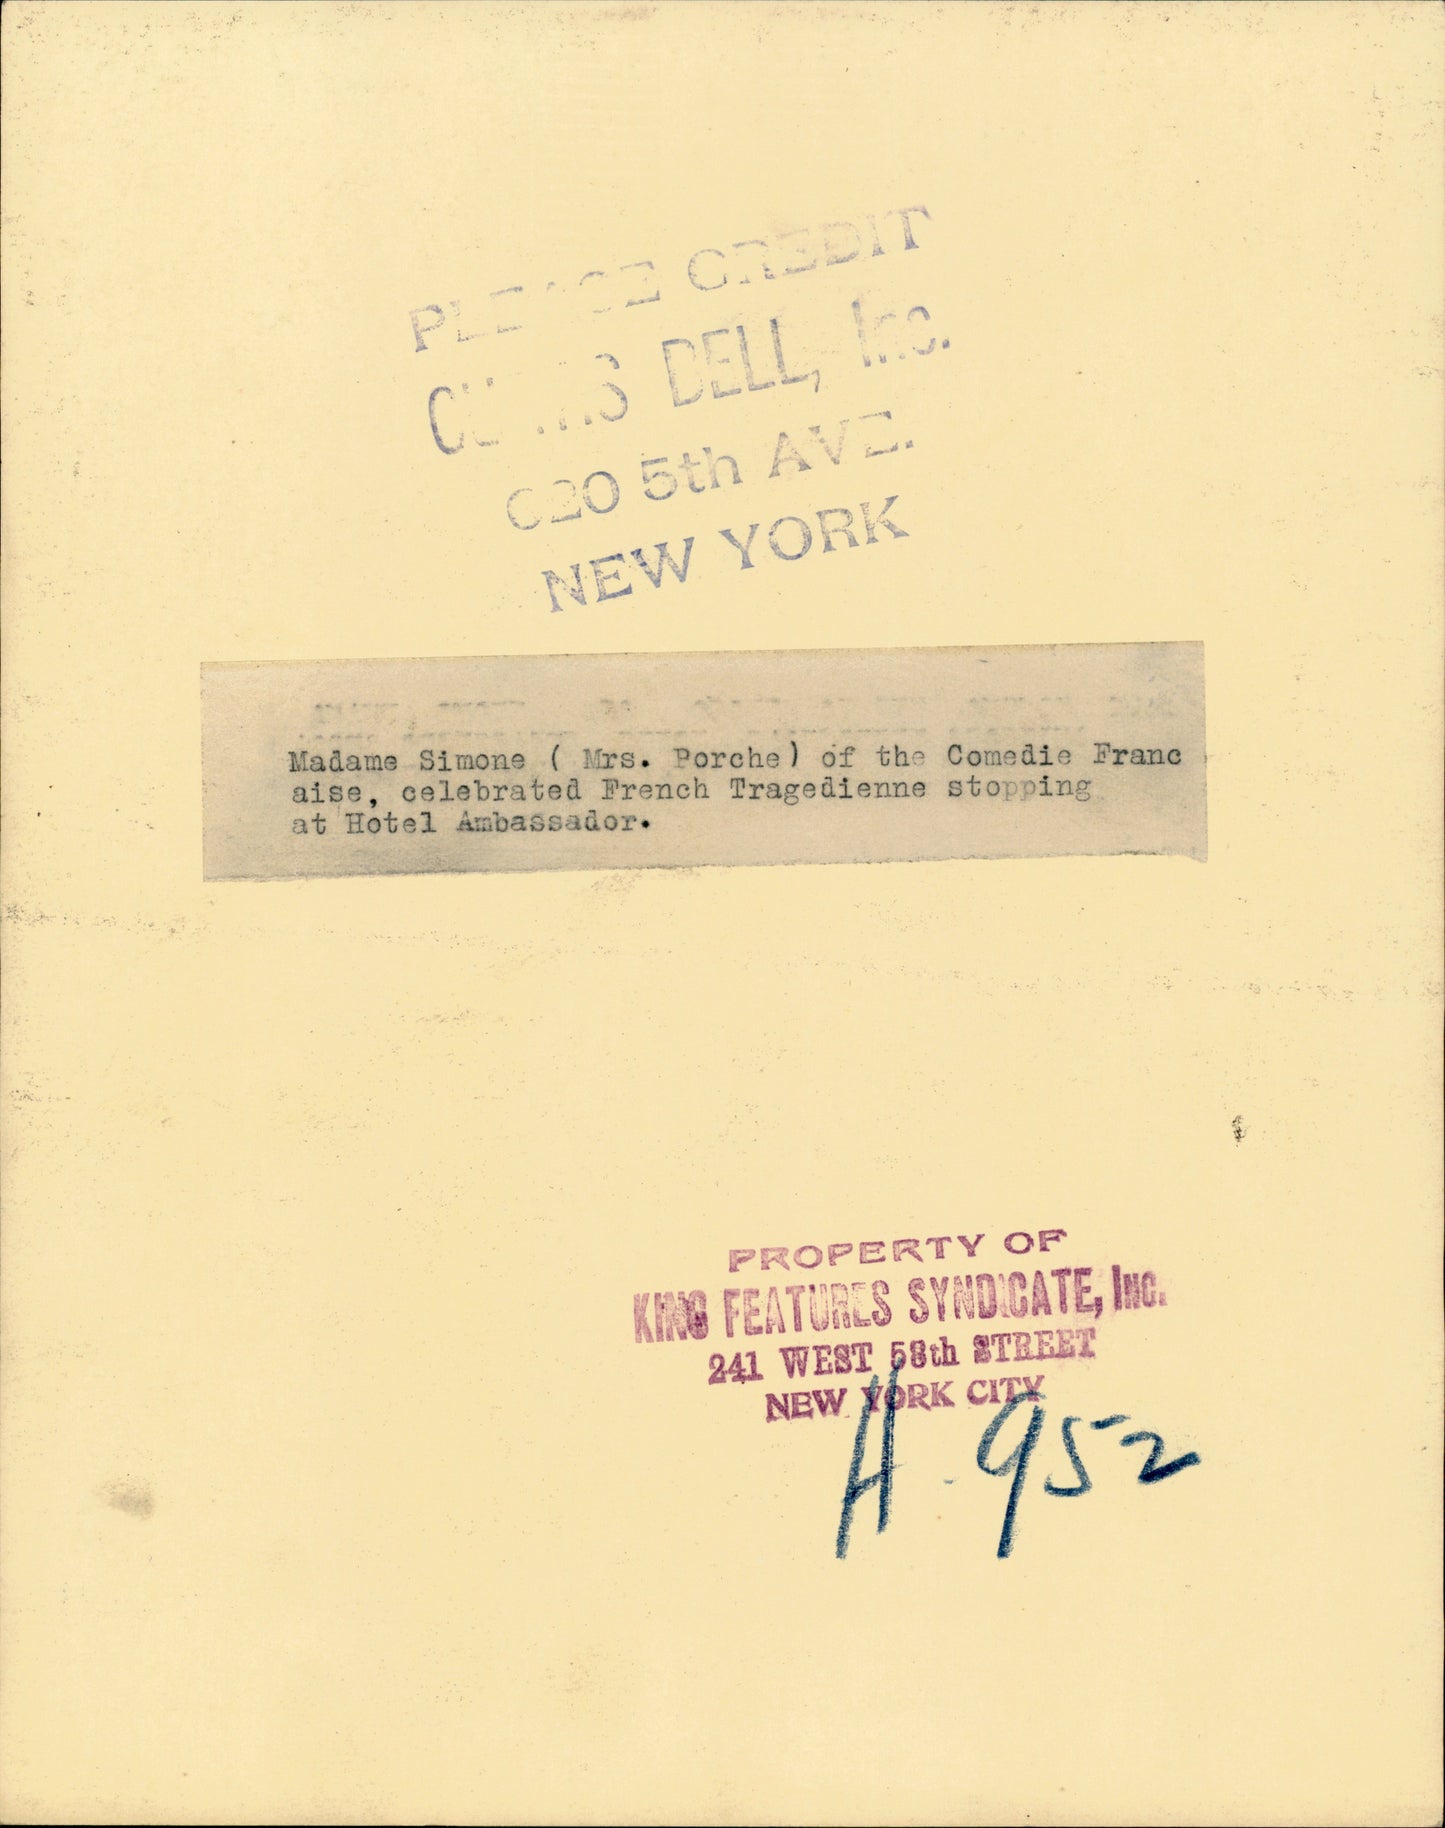 PLEASE CREDIT
DELL, Inc.
5th AVE.
NEW YORK
Madame Simone ( Mrs. Porche) of the Comedie Franc
aise, celebrated French Tragedienne stopping
at Hotel Ambassador.
PROPERTY OF
KING FEATURES SYNDICATE, INC.
241 WEST 58th STREET
NEW YORK CITY
A - 952